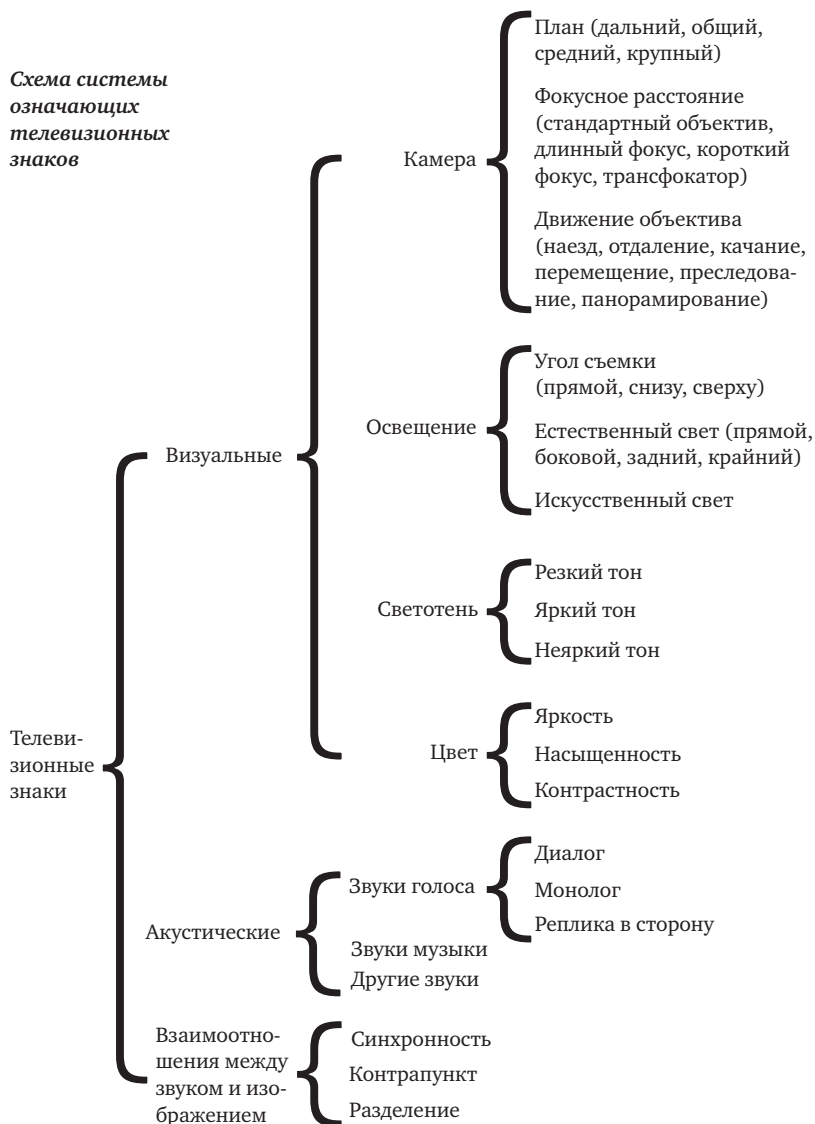 Схема системы
означающих
телевизионных
знаков
Телеви-
зионные
знаки
Визуальные
Камера
План (дальний, общий,
средний, крупный)
Фокусное расстояние
(стандартный объектив,
длинный фокус, короткий
фокус, трансфокатор)
Движение объектива
(наезд, отдаление, качание,
перемещение, преследова-
ние, панорамирование)
Освещение
Угол съемки
(прямой, снизу, сверху)
Естественный свет (прямой,
боковой, задний, крайний)
Искусственный свет
Светотень
Резкий тон
Яркий тон
Неяркий тон
Цвет
Яркость
Насыщенность
Контрастность
Акустические
Звуки голоса
Диалог
Монолог
Реплика в сторону
Звуки музыки
Другие звуки
Взаимоотно-
шения между
звуком и изо-
бражением
Синхронность
Контрапункт
Разделение